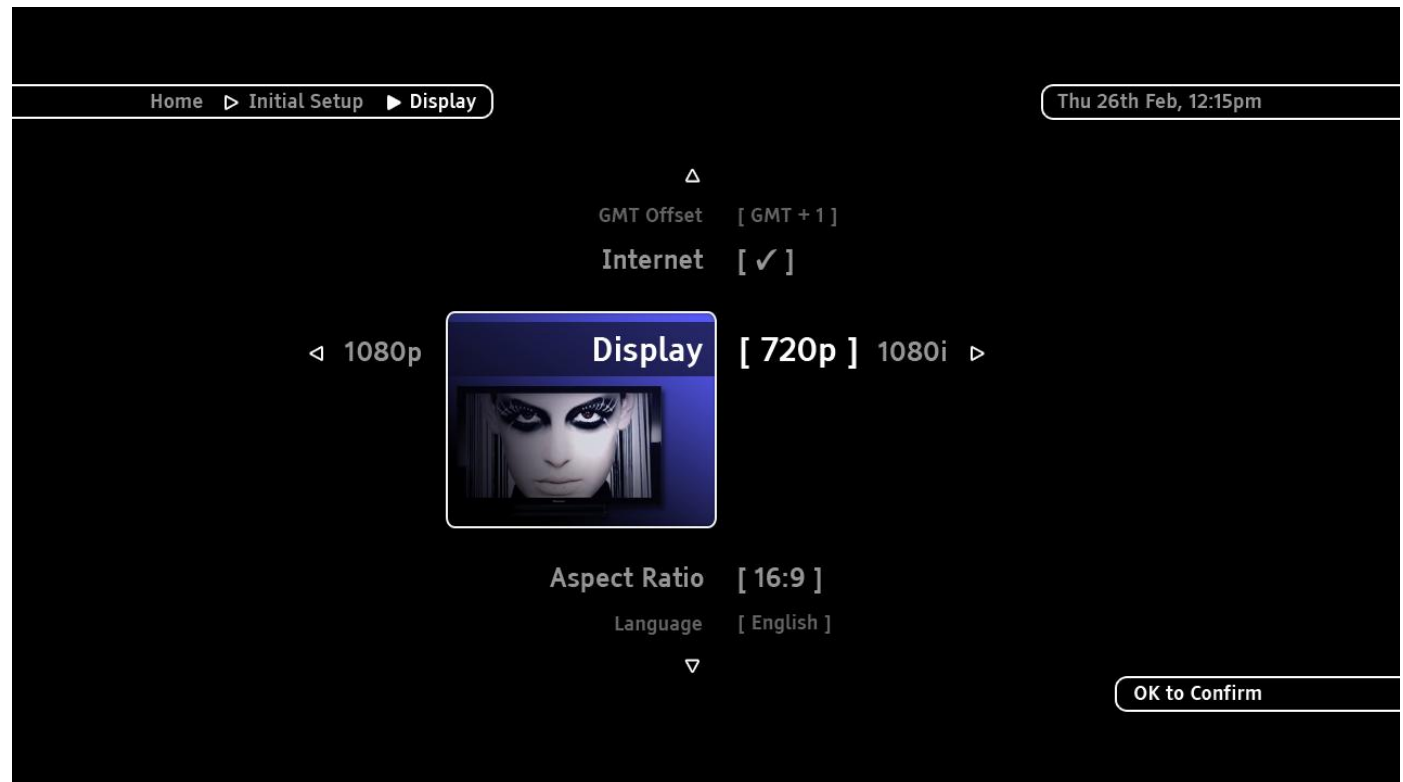 Home ▷ Initial Setup ▶ Display
Thu 26th Feb, 12:15pm
GMT Offset [ GMT + 1 ]
Internet [ ✓ ]
1080p Display [ 720p ] 1080i
Aspect Ratio [ 16:9 ]
Language [ English ]
OK to Confirm